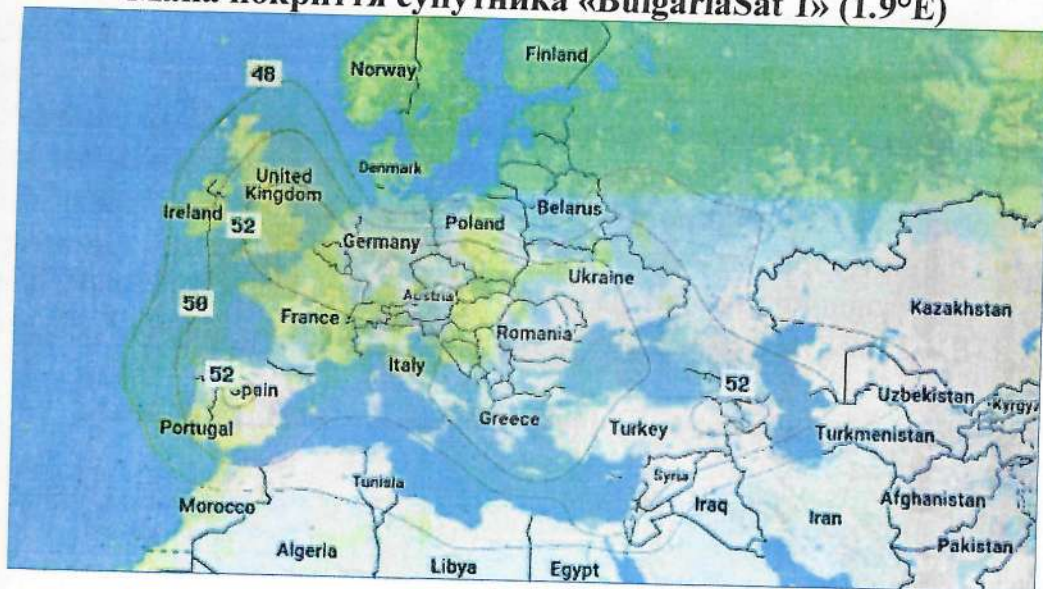 Мапа покриття супутника «BulgariaSat 1» (1.9°E)
48
Norway
Finland
Denmark
United
Kingdom
Ireland
52
Poland
Belarus
Germany
Ukraine
50
Austria
France
Romania
Kazakhstan
Italy
52
Spain
52
Uzbekistan
Kyrgyz
Portugal
Greece
Turkey
Turkmenistan
Tunisia
Syria
Morocco
Iraq
Iran
Afghanistan
Algeria
Libya
Egypt
Pakistan